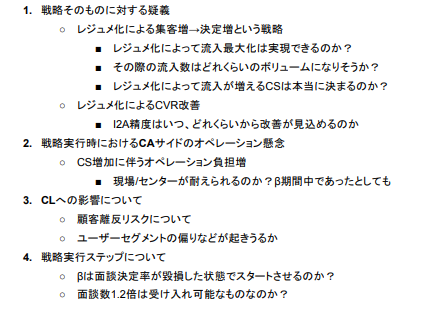 1. 戦略そのものに対する疑義
○ レジュメ化による集客増→決定増という戦略
■ レジュメ化によって流入最大化は実現できるのか？
■ その際の流入数はどれくらいのボリュームになりそうか？
■ レジュメ化によって流入が増えるCSは本当に決まるのか？
○ レジュメ化によるCVR改善
■ I2A精度はいつ、どれくらいから改善が見込めるのか
2. 戦略実行時におけるCAサイドのオペレーション懸念
○ CS増加に伴うオペレーション負担増
■ 現場/センターが耐えられるのか？β期間中であったとしても
3. CLへの影響について
○ 顧客離反リスクについて
○ ユーザーセグメントの偏りなどが起きうるか
4. 戦略実行ステップについて
○ βは面談決定率が毀損した状態でスタートさせるのか？
○ 面談数1.2倍は受け入れ可能なものなのか？